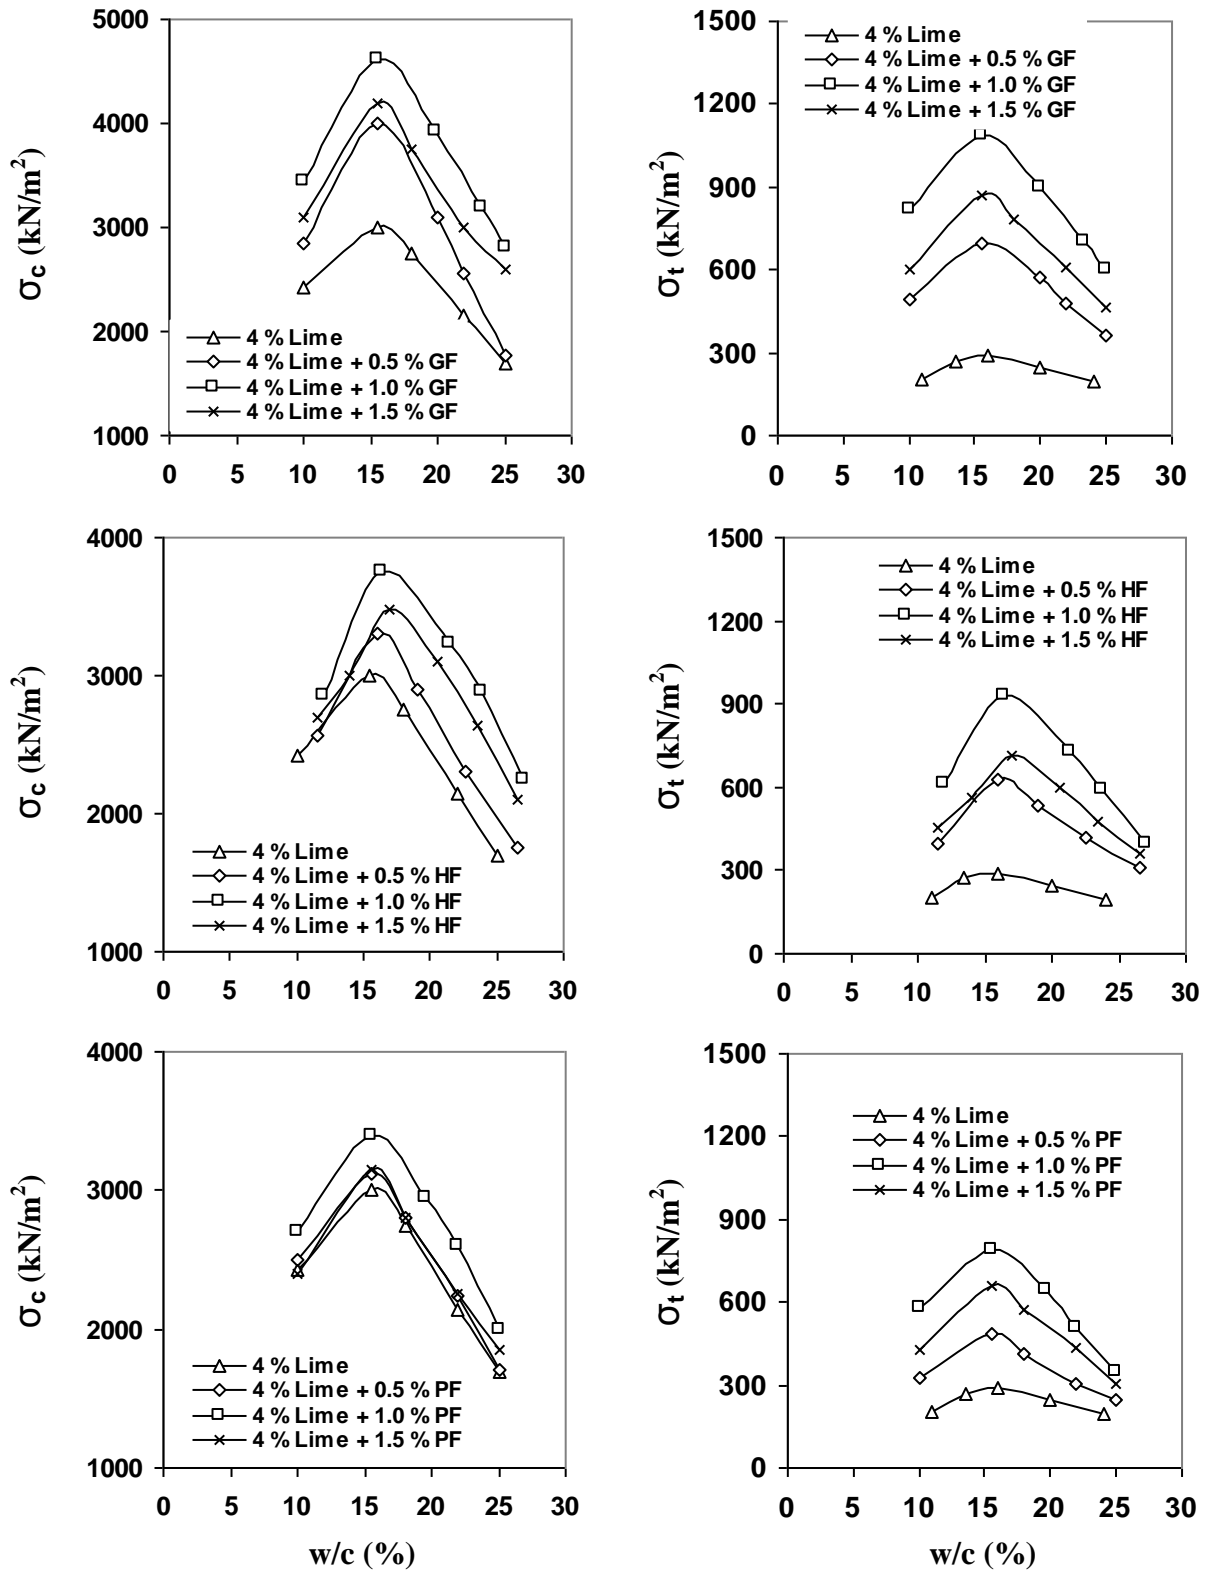 5000
4000
3000
2000
1000
σc (kN/m²)
4 % Lime
4 % Lime + 0.5 % GF
4 % Lime + 1.0 % GF
4 % Lime + 1.5 % GF
0 5 10 15 20 25 30
1500
1200
900
600
300
0
σt (kN/m²)
4 % Lime
4 % Lime + 0.5 % GF
4 % Lime + 1.0 % GF
4 % Lime + 1.5 % GF
0 5 10 15 20 25 30
4000
3000
2000
1000
σc (kN/m²)
4 % Lime
4 % Lime + 0.5 % HF
4 % Lime + 1.0 % HF
4 % Lime + 1.5 % HF
0 5 10 15 20 25 30
1500
1200
900
600
300
0
σt (kN/m²)
4 % Lime
4 % Lime + 0.5 % HF
4 % Lime + 1.0 % HF
4 % Lime + 1.5 % HF
0 5 10 15 20 25 30
4000
3000
2000
1000
σc (kN/m²)
4 % Lime
4 % Lime + 0.5 % PF
4 % Lime + 1.0 % PF
4 % Lime + 1.5 % PF
0 5 10 15 20 25 30
w/c (%)
1500
1200
900
600
300
0
σt (kN/m²)
4 % Lime
4 % Lime + 0.5 % PF
4 % Lime + 1.0 % PF
4 % Lime + 1.5 % PF
0 5 10 15 20 25 30
w/c (%)